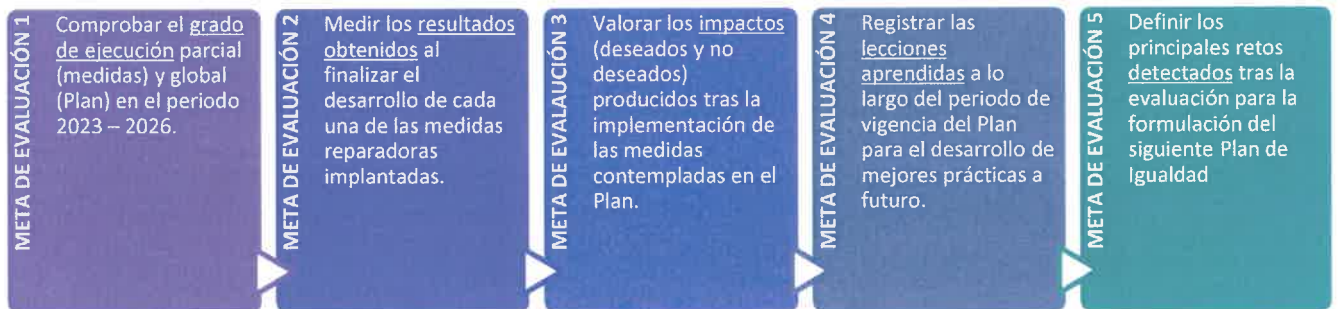 META DE EVALUACIÓN 1
Comprobar el grado
de ejecución parcial
(medidas) y global
(Plan) en el periodo
2023 – 2026.
META DE EVALUACIÓN 2
Medir los resultados
obtenidos al
finalizar el
desarrollo de cada
una de las medidas
reparadoras
implantadas.
META DE EVALAUCIÓN 3
Valorar los impactos
(deseados y no
deseados)
producidos tras la
implementación de
las medidas
contempladas en el
Plan.
META DE EVALUACIÓN 4
Registrar las
lecciones
aprendidas a lo
largo del periodo de
vigencia del Plan
para el desarrollo de
mejores prácticas a
futuro.
META DE EVALUACIÓN 5
Definir los
principales retos
detectados tras la
evaluación para la
formulación del
siguiente Plan de
Igualdad